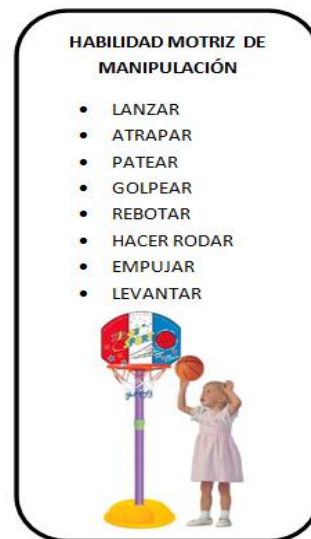 HABILIDAD MOTRIZ DE
MANIPULACIÓN
• LANZAR
• ATRAPAR
• PATEAR
• GOLPEAR
• REBOTAR
• HACER RODAR
• EMPUJAR
• LEVANTAR